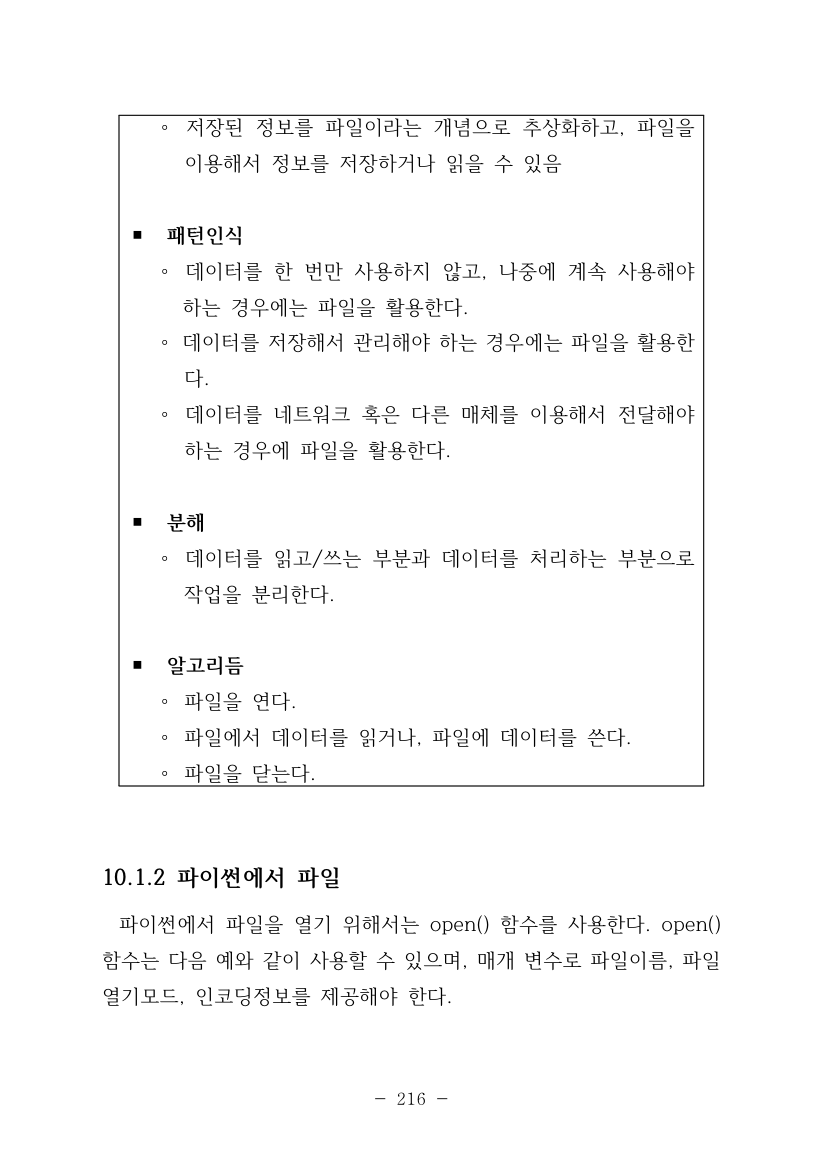 ◦ 저장된 정보를 파일이라는 개념으로 추상화하고, 파일을
이용해서 정보를 저장하거나 읽을 수 있음
■ 패턴인식
◦ 데이터를 한 번만 사용하지 않고, 나중에 계속 사용해야
하는 경우에는 파일을 활용한다.
◦ 데이터를 저장해서 관리해야 하는 경우에는 파일을 활용한
다.
◦ 데이터를 네트워크 혹은 다른 매체를 이용해서 전달해야
하는 경우에 파일을 활용한다.
■ 분해
◦ 데이터를 읽고/쓰는 부분과 데이터를 처리하는 부분으로
작업을 분리한다.
■ 알고리듬
◦ 파일을 연다.
◦ 파일에서 데이터를 읽거나, 파일에 데이터를 쓴다.
◦ 파일을 닫는다.
10.1.2 파이썬에서 파일
파이썬에서 파일을 열기 위해서는 open() 함수를 사용한다. open()
함수는 다음 예와 같이 사용할 수 있으며, 매개 변수로 파일이름, 파일
열기모드, 인코딩정보를 제공해야 한다.
- 216 -